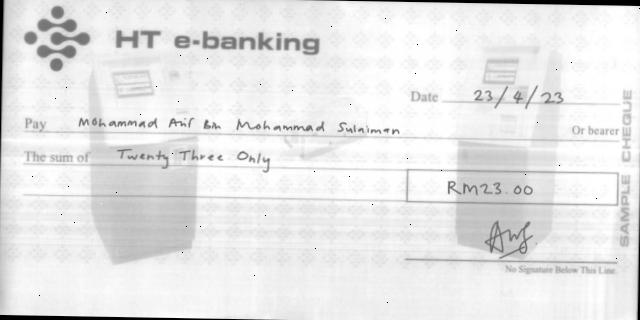 HT e-banking
Date 23/4/23
Pay Mohammad Arif Bin Mohammad Sulaiman Or bearer
The sum of Twenty Three Only
RM23.00
No Signature Below This Line
SAMPLE CHEQUE